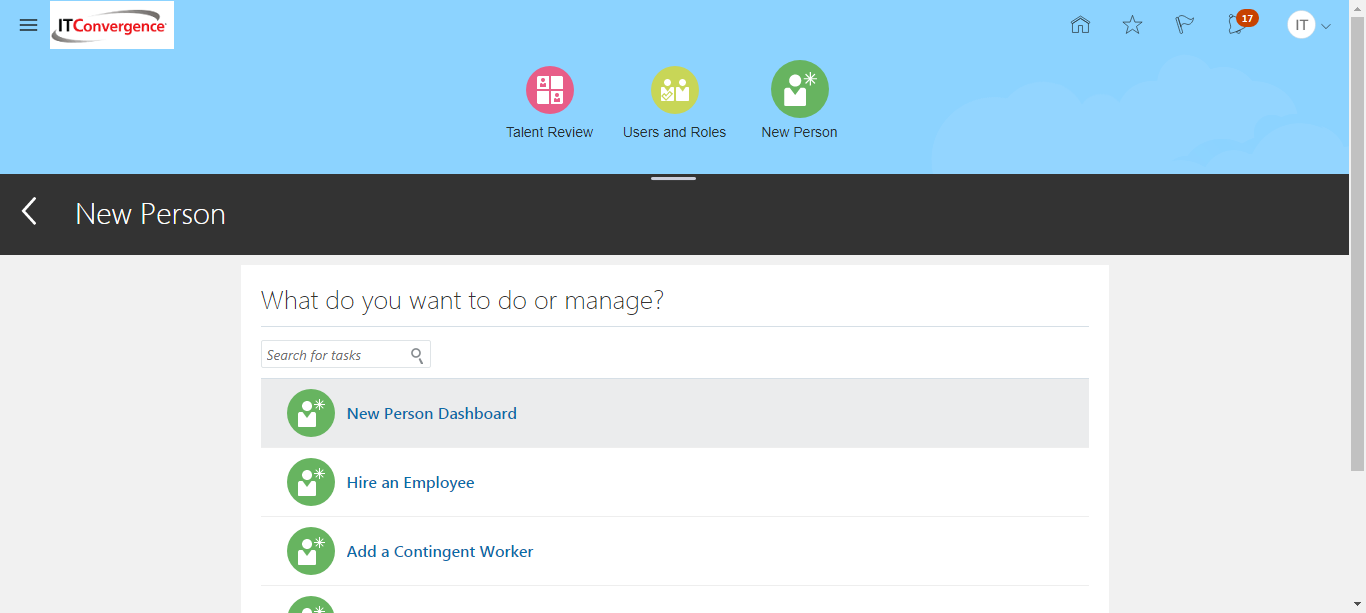 ITConvergence
17
IT
Talent Review
Users and Roles
New Person
New Person
What do you want to do or manage?
Search for tasks
New Person Dashboard
Hire an Employee
Add a Contingent Worker